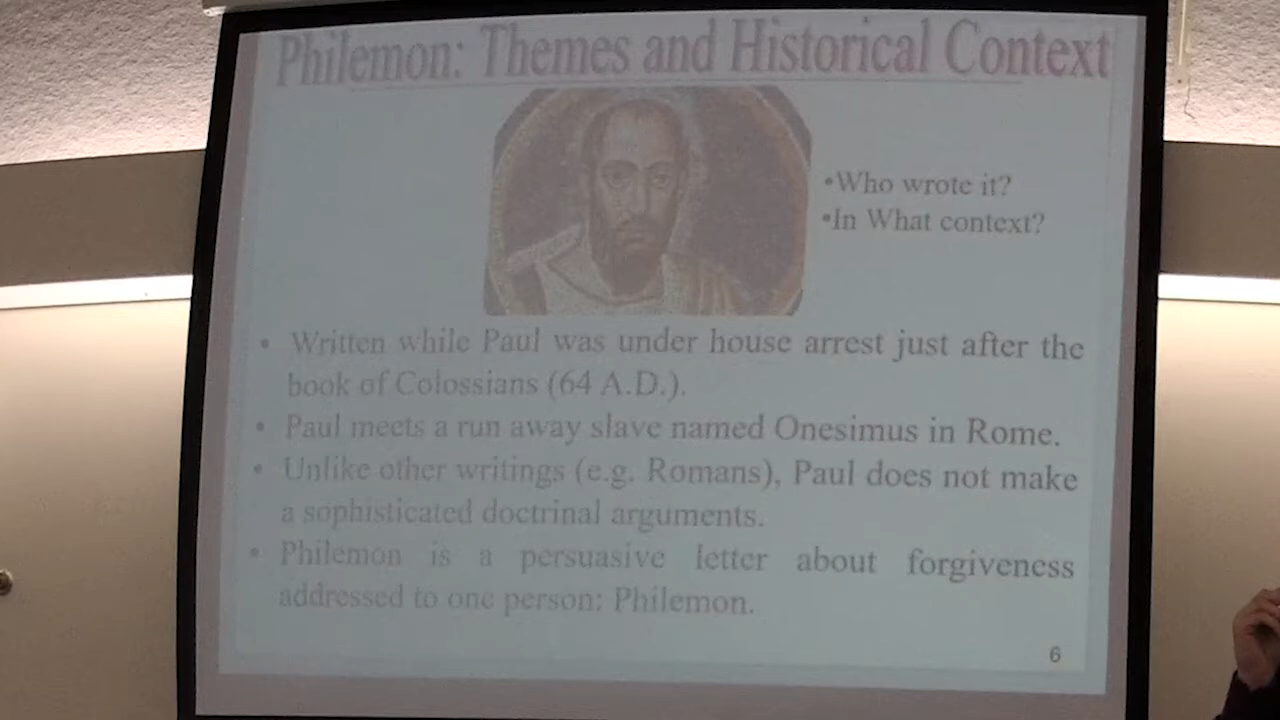 Philemon: Themes and Historical Context
•Who wrote it?
•In What context?
• Written while Paul was under house arrest just after the
book of Colossians (64 A.D.).
• Paul meets a run away slave named Onesimus in Rome.
• Unlike other writings (e.g. Romans), Paul does not make
a sophisticated doctrinal arguments.
• Philemon is a persuasive letter about forgiveness
addressed to one person: Philemon.
6